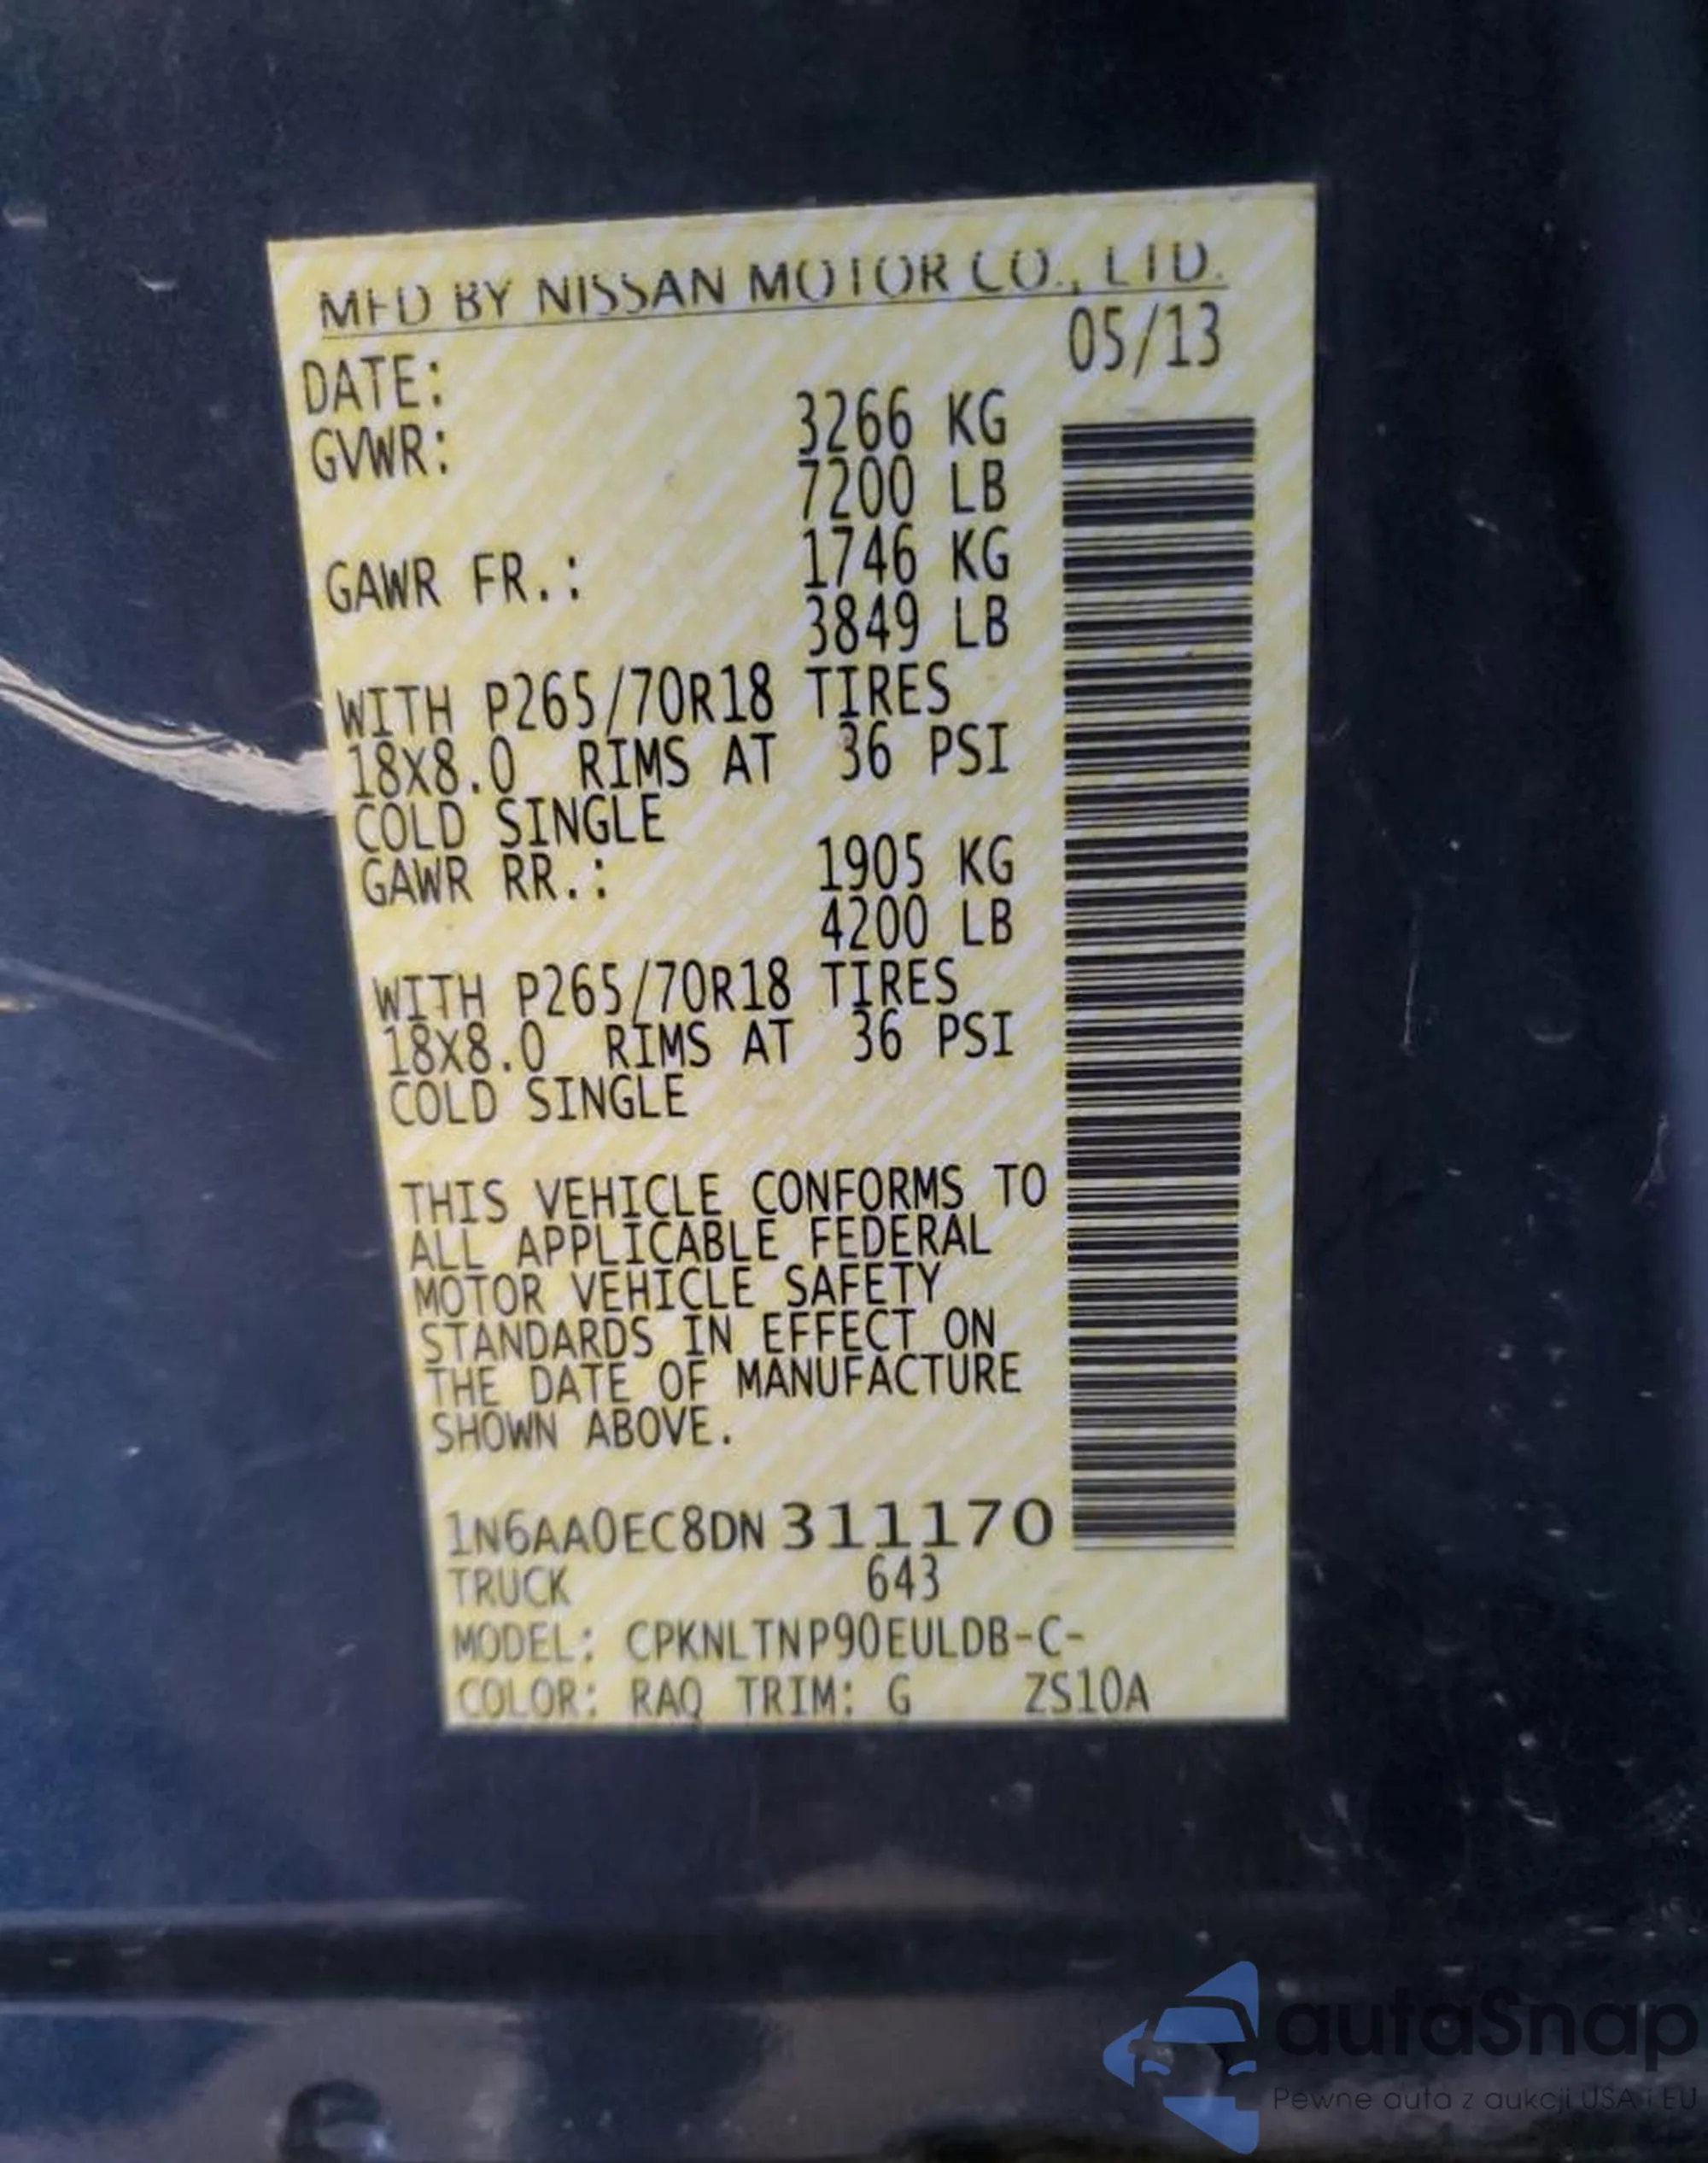 MFD BY NISSAN MOTOR CO., LTD.
DATE: 05/13
GVWR: 3266 KG
7200 LB
GAWR FR.: 1746 KG
3849 LB
WITH P265/70R18 TIRES
18X8.0 RIMS AT 36 PSI
COLD SINGLE
GAWR RR.: 1905 KG
4200 LB
WITH P265/70R18 TIRES
18X8.0 RIMS AT 36 PSI
COLD SINGLE
THIS VEHICLE CONFORMS TO
ALL APPLICABLE FEDERAL
MOTOR VEHICLE SAFETY
STANDARDS IN EFFECT ON
THE DATE OF MANUFACTURE
SHOWN ABOVE.
1N6AA0EC8DN311170
TRUCK 643
MODEL: CPKNLTNP90EULDB-C-
COLOR: RAQ TRIM: G ZS10A
autaSnap
Pewne auta z aukcji USA i EU